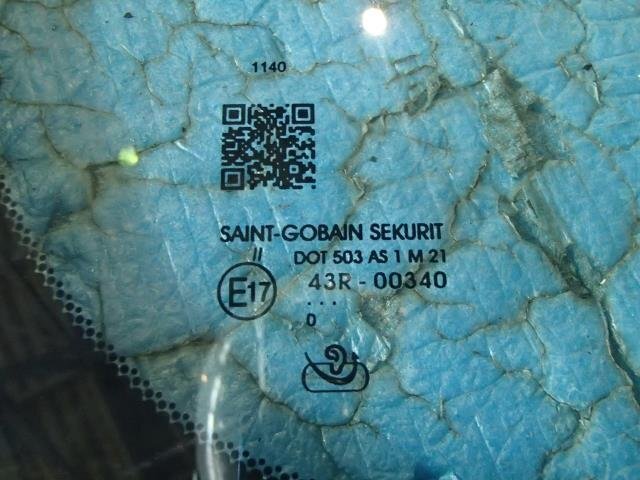 1140
SAINT-GOBAIN SEKURIT
II
DOT 503 AS 1 M 21
E17
43R - 00340
...
0